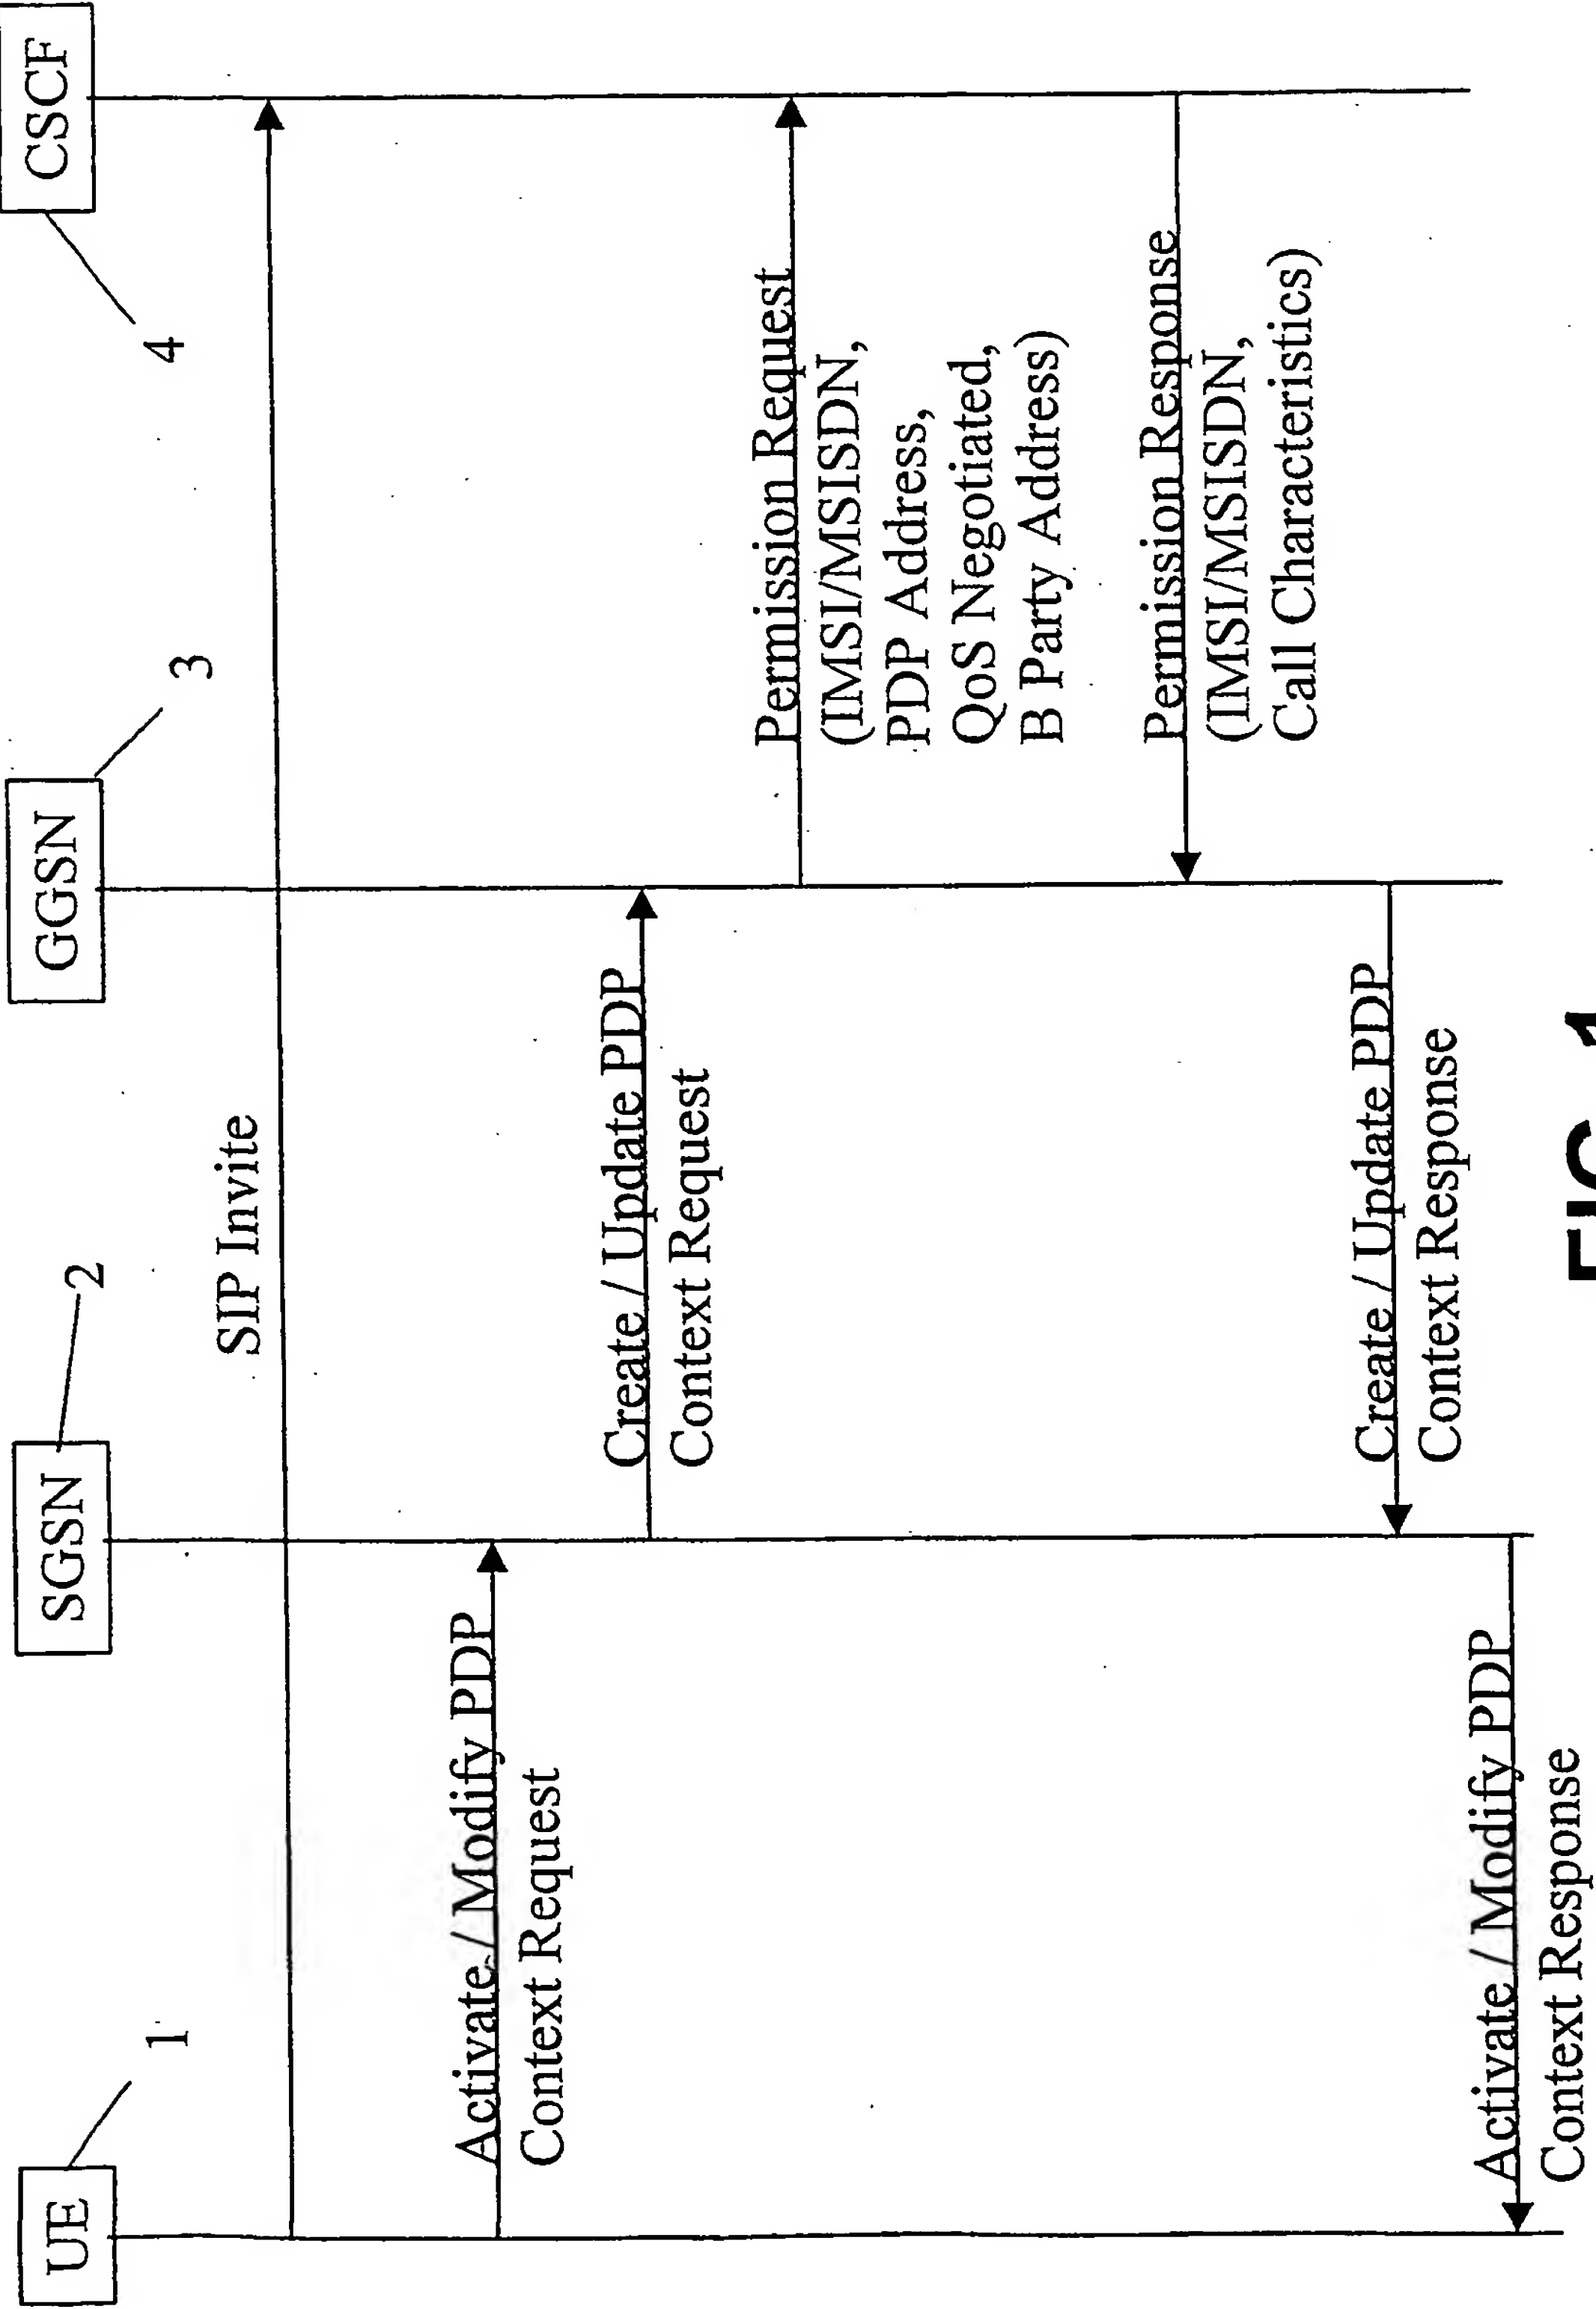 UE
SGSN
GGSN
CSCF
1
2
3
4
SIP Invite
Activate / Modify PDP
Context Request
Create / Update PDP
Context Request
Permission Request
(IMSI/MSISDN,
PDP Address,
QoS Negotiated,
B Party Address)
Permission Response
(IMSI/MSISDN,
Call Characteristics)
Create / Update PDP
Context Response
Activate / Modify PDP
Context Response
FIG. 1